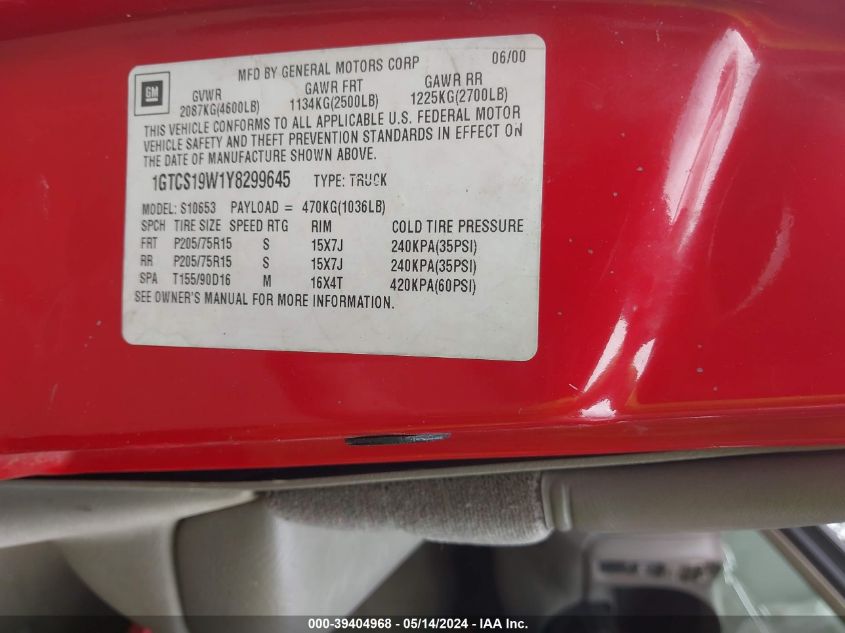 MFD BY GENERAL MOTORS CORP 06/00
GM
GVWR GAWR FRT GAWR RR
2087KG(4600LB) 1134KG(2500LB) 1225KG(2700LB)
THIS VEHICLE CONFORMS TO ALL APPLICABLE U.S. FEDERAL MOTOR
VEHICLE SAFETY AND THEFT PREVENTION STANDARDS IN EFFECT ON
THE DATE OF MANUFACTURE SHOWN ABOVE.
1GTCS19W1Y8299645 TYPE: TRUCK
MODEL: S10653 PAYLOAD = 470KG(1036LB)
SPCH TIRE SIZE SPEED RTG RIM COLD TIRE PRESSURE
FRT P205/75R15 S 15X7J 240KPA(35PSI)
RR P205/75R15 S 15X7J 240KPA(35PSI)
SPA T155/90D16 M 16X4T 420KPA(60PSI)
SEE OWNER'S MANUAL FOR MORE INFORMATION.
000-39404968 - 05/14/2024 - IAA Inc.